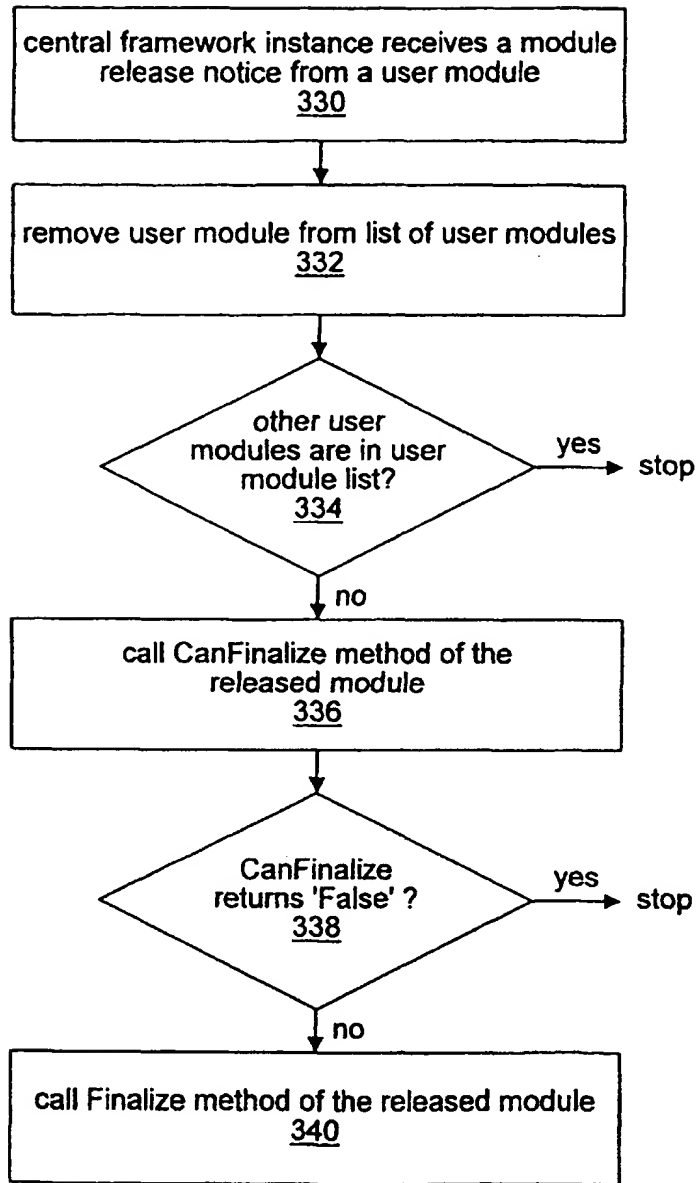 central framework instance receives a module
release notice from a user module
330
remove user module from list of user modules
332
other user
modules are in user
module list?
334
yes
stop
no
call CanFinalize method of the
released module
336
CanFinalize
returns 'False' ?
338
yes
stop
no
call Finalize method of the released module
340